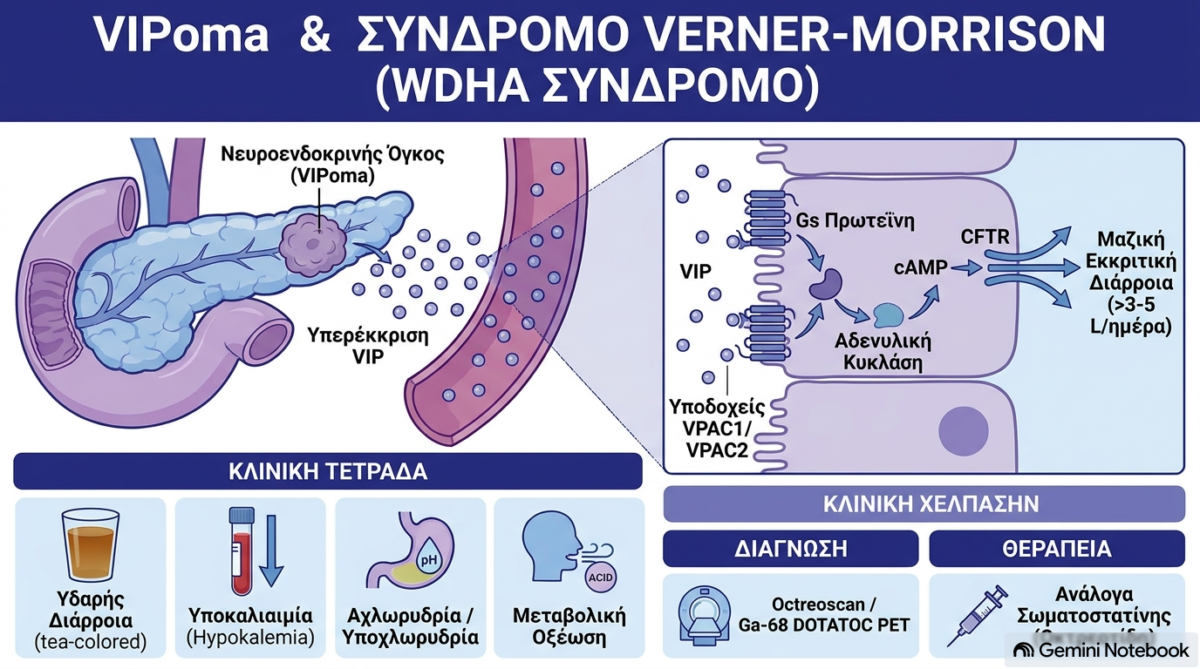 VIPoma & ΣΥΝΔΡΟΜΟ VERNER-MORRISON
(WDHA ΣΥΝΔΡΟΜΟ)
Νευροενδοκρινής Όγκος
(VIPoma)
Υπερέκκριση
VIP
VIP
Gs Πρωτεΐνη
cAMP
CFTR
Αδενυλική
Κυκλάση
Υποδοχείς
VPAC1/
VPAC2
Μαζική
Εκκριτική
Διάρροια
(>3-5
L/ημέρα)
ΚΛΙΝΙΚΗ ΤΕΤΡΑΔΑ
Υδαρής
Διάρροια
(tea-colored)
Υποκαλιαιμία
(Hypokalemia)
pH
Αχλωρυδρία /
Υποχλωρυδρία
ACID
Μεταβολική
Οξέωση
ΚΛΙΝΙΚΗ ΧΕΛΠΑΣΗΝ
ΔΙΑΓΝΩΣΗ
Octreoscan /
Ga-68 DOTATOC PET
ΘΕΡΑΠΕΙΑ
Ανάλογα
Σωματοστατίνης
Gemini Notebook